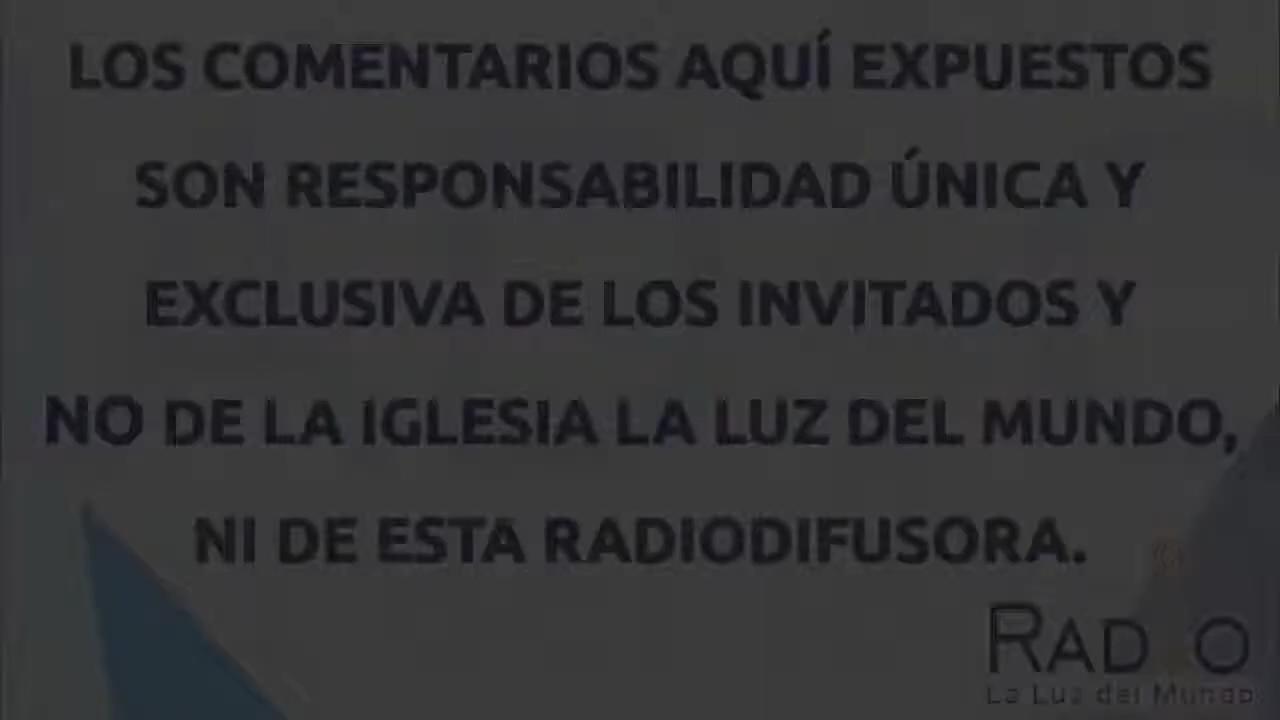 LOS COMENTARIOS AQUÍ EXPUESTOS
SON RESPONSABILIDAD ÚNICA Y
EXCLUSIVA DE LOS INVITADOS Y
NO DE LA IGLESIA LA LUZ DEL MUNDO,
NI DE ESTA RADIODIFUSORA.
RADIO
La Luz del Mundo